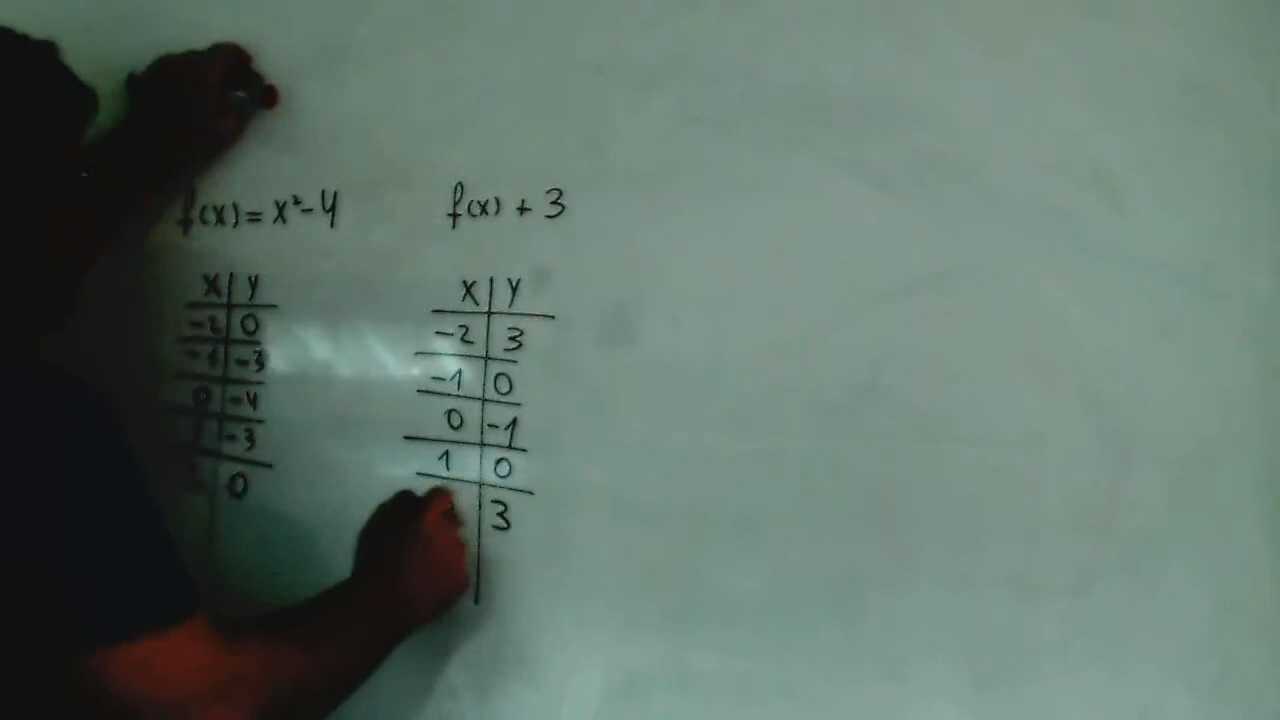 f(x) = x² - 4
x | y
-2 | 0
-1 | -3
0 | -4
-3
0
f(x) + 3
x | y
-2 | 3
-1 | 0
0 | -1
1 | 0
3